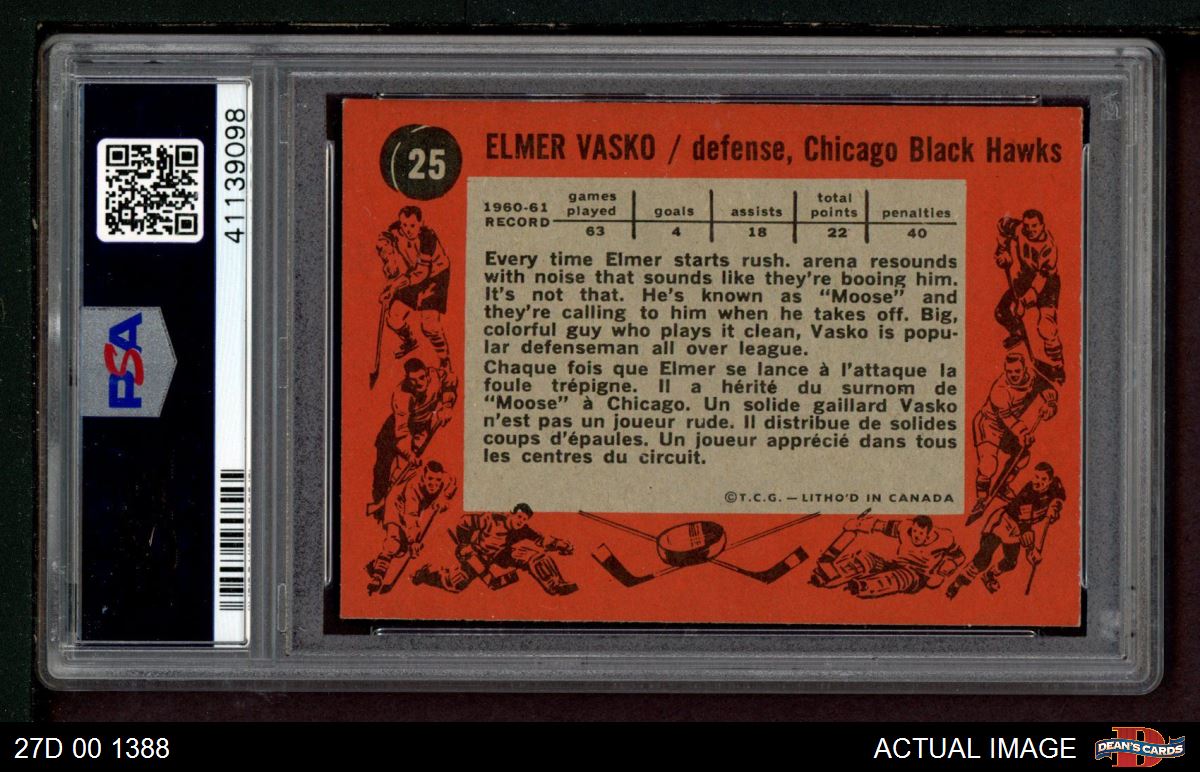 41139098
PSA
25
ELMER VASKO / defense, Chicago Black Hawks
1960-61 RECORD
games played goals assists total points penalties
63 4 18 22 40
Every time Elmer starts rush. arena resounds
with noise that sounds like they're booing him.
It's not that. He's known as "Moose" and
they're calling to him when he takes off. Big,
colorful guy who plays it clean, Vasko is popu-
lar defenseman all over league.
Chaque fois que Elmer se lance à l'attaque la
foule trépigne. Il a hérité du surnom de
"Moose" à Chicago. Un solide gaillard Vasko
n'est pas un joueur rude. Il distribue de solides
coups d'épaules. Un joueur apprécié dans tous
les centres du circuit.
©T.C.G. — LITHO'D IN CANADA
27D 00 1388
ACTUAL IMAGE
DEAN'S CARDS